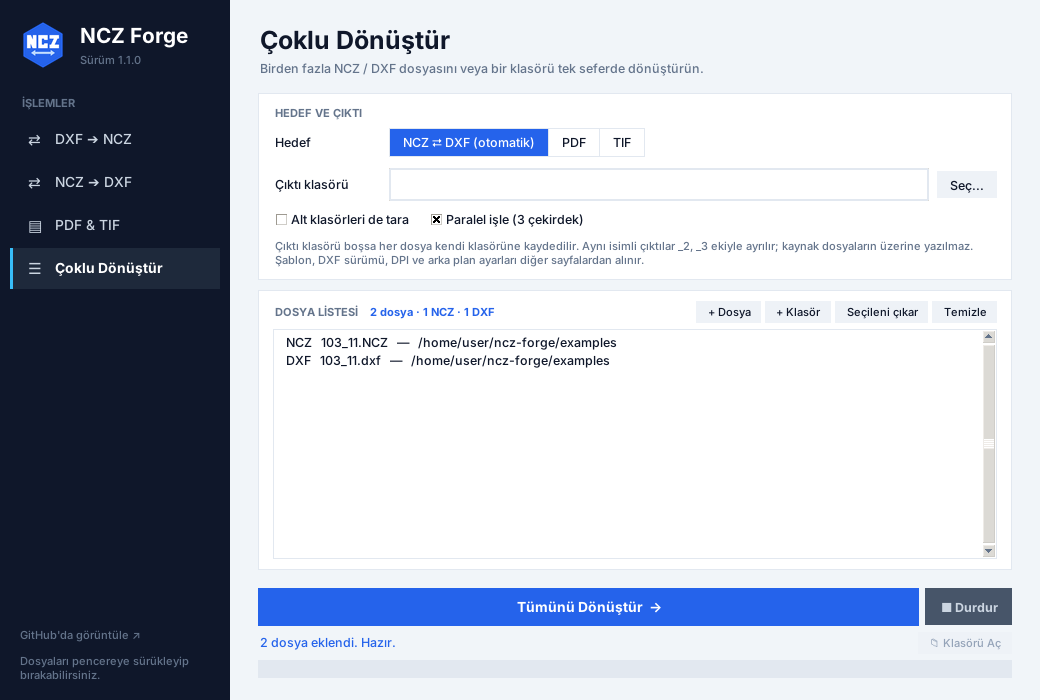 NCZ
NCZ Forge
Sürüm 1.1.0
İŞLEMLER
⇄ DXF → NCZ
⇄ NCZ → DXF
▤ PDF & TIF
☰ Çoklu Dönüştür
GitHub'da görüntüle ↗
Dosyaları pencereye sürükleyip
bırakabilirsiniz.
Çoklu Dönüştür
Birden fazla NCZ / DXF dosyasını veya bir klasörü tek seferde dönüştürün.
HEDEF VE ÇIKTI
Hedef NCZ ⇄ DXF (otomatik) PDF TIF
Çıktı klasörü Seç...
Alt klasörleri de tara Paralel işle (3 çekirdek)
Çıktı klasörü boşsa her dosya kendi klasörüne kaydedilir. Aynı isimli çıktılar _2, _3 ekiyle ayrılır; kaynak dosyaların üzerine yazılmaz.
Şablon, DXF sürümü, DPI ve arka plan ayarları diğer sayfalardan alınır.
DOSYA LİSTESİ 2 dosya · 1 NCZ · 1 DXF + Dosya + Klasör Seçileni çıkar Temizle
NCZ 103_11.NCZ — /home/user/ncz-forge/examples
DXF 103_11.dxf — /home/user/ncz-forge/examples
Tümünü Dönüştür → ■ Durdur
2 dosya eklendi. Hazır. Klasörü Aç